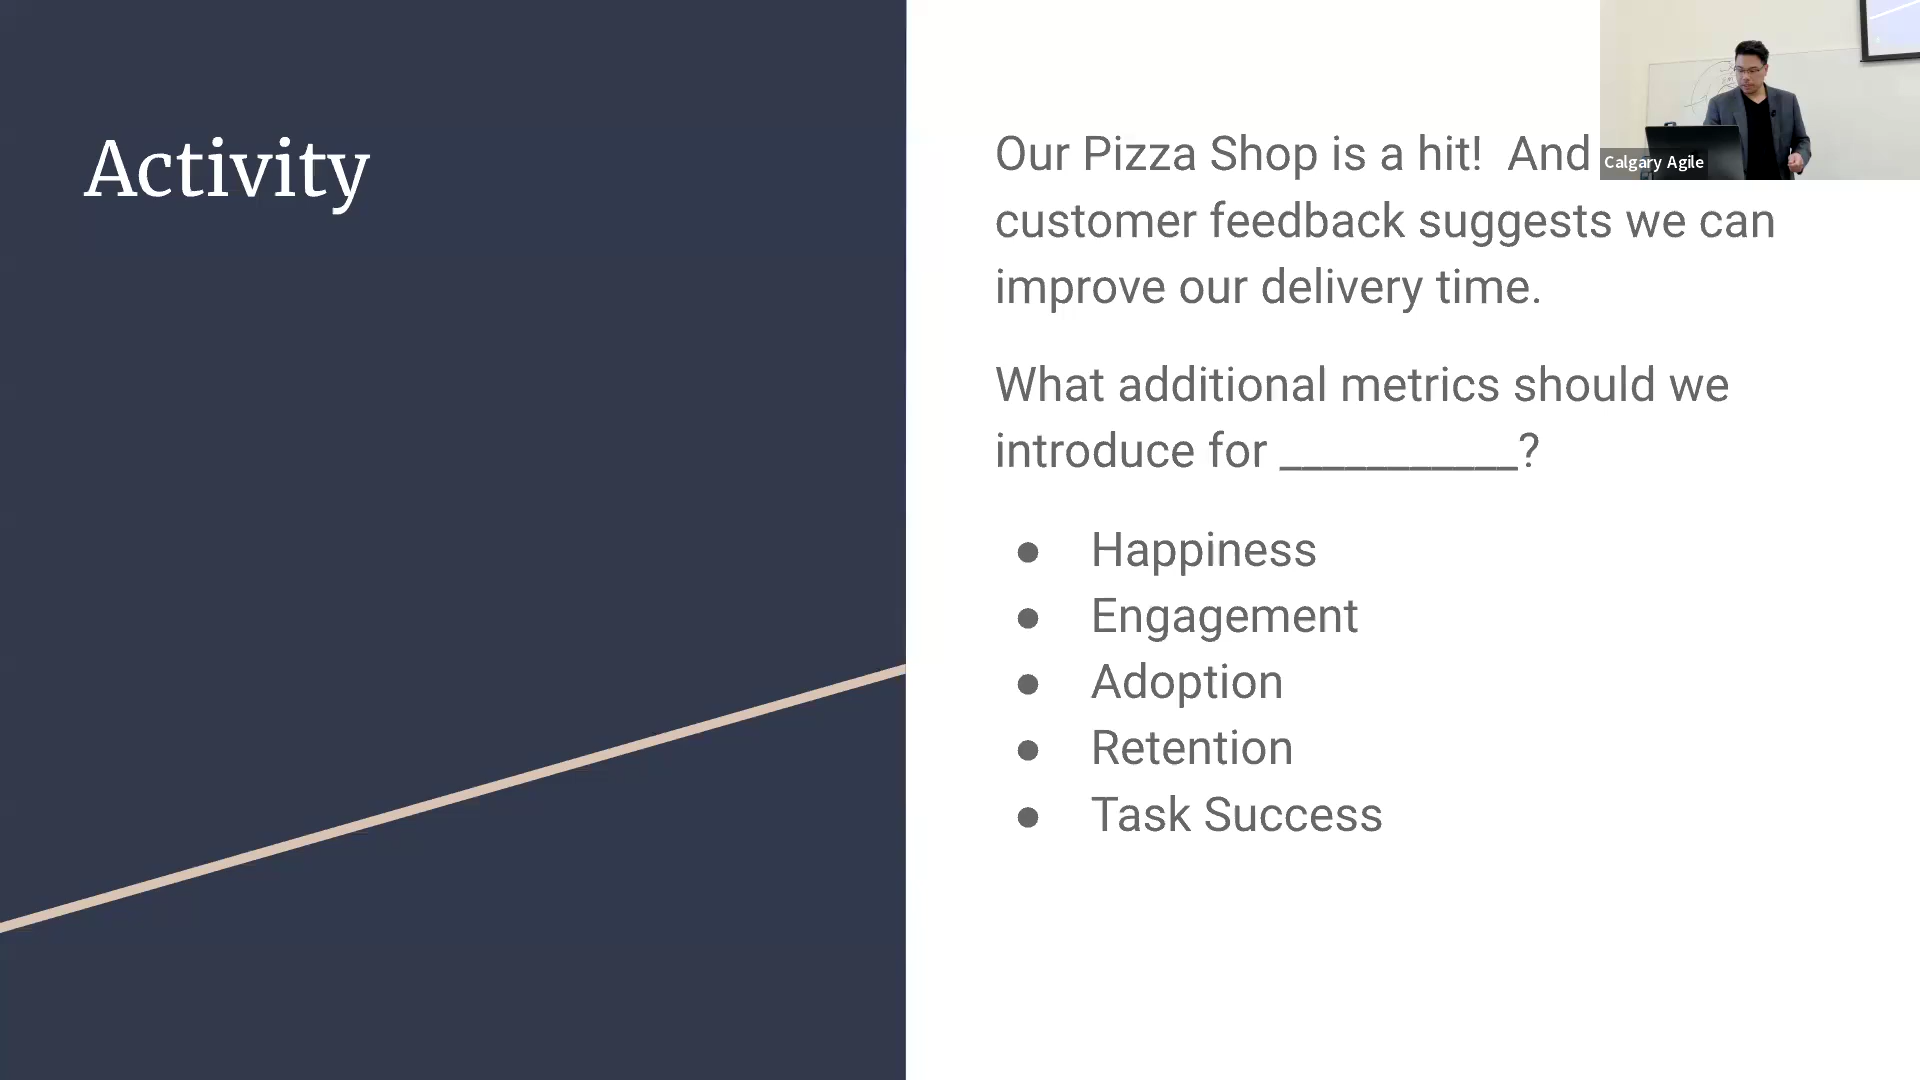 Activity
Our Pizza Shop is a hit!  And
customer feedback suggests we can
improve our delivery time.
What additional metrics should we
introduce for ___________?
● Happiness
● Engagement
● Adoption
● Retention
● Task Success
Calgary Agile